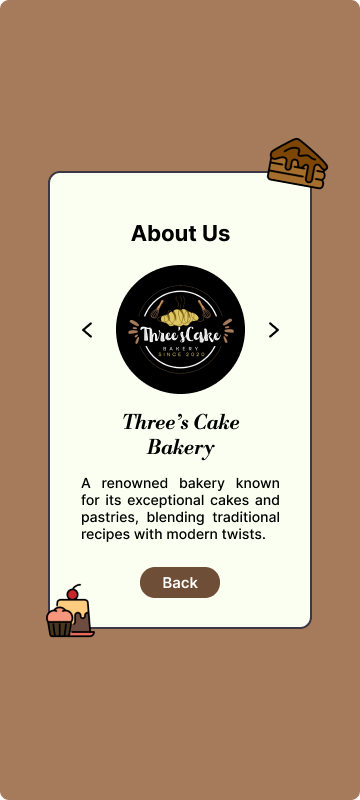 About Us
Three'sCake
BAKERY
SINCE 2020
Three’s Cake
Bakery
A renowned bakery known
for its exceptional cakes and
pastries, blending traditional
recipes with modern twists.
Back